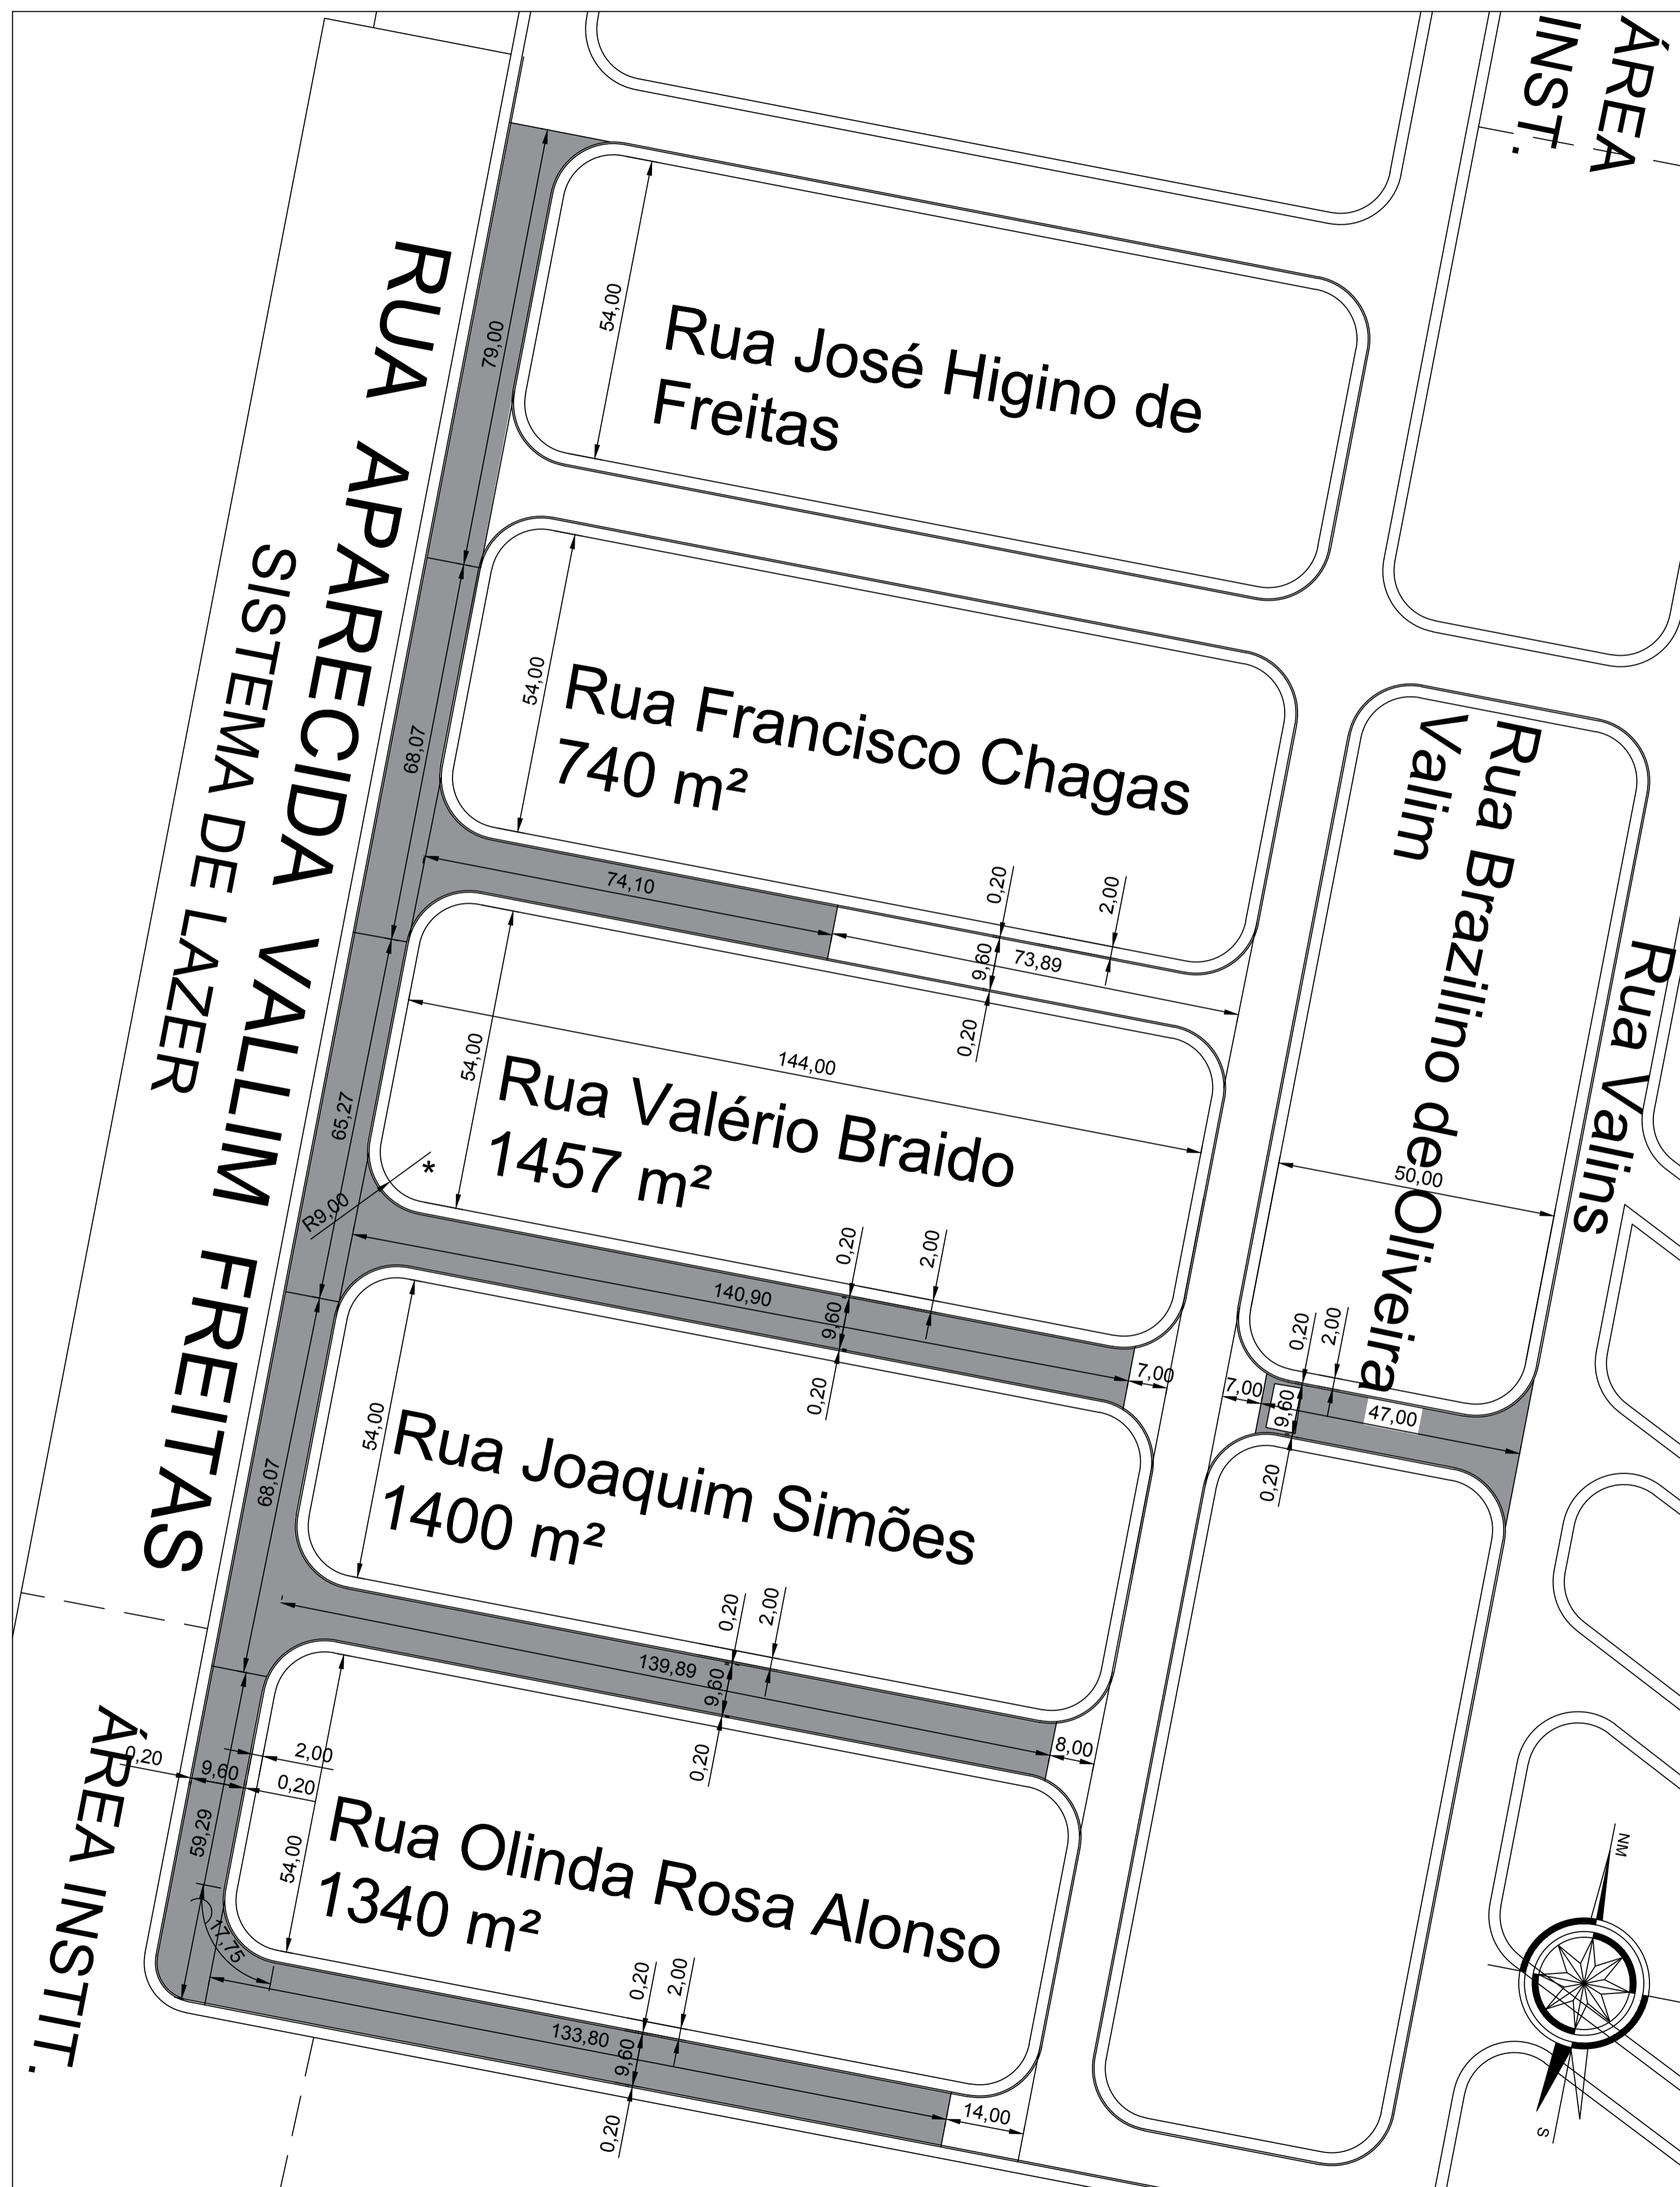 ÁREA
INST.
RUA APARECIDA VALLIM FREITAS
SISTEMA DE LAZER
79,00
54,00
Rua José Higino de
Freitas
68,07
54,00
Rua Francisco Chagas
740 m²
74,10
0,20
2,00
9,60
73,89
0,20
65,27
54,00
144,00
Rua Valério Braido
1457 m²
*
R9,00
140,90
0,20
2,00
9,60
0,20
7,00
Rua Brazilino de Oliveira
Valim
Rua Valins
50,00
0,20
2,00
7,00
9,60
47,00
0,20
68,07
54,00
Rua Joaquim Simões
1400 m²
139,89
0,20
2,00
9,60
0,20
8,00
ÁREA INSTIT.
0,20
9,60
2,00
0,20
59,29
54,00
Rua Olinda Rosa Alonso
1340 m²
17,75
133,80
0,20
2,00
9,60
0,20
14,00
NM
S